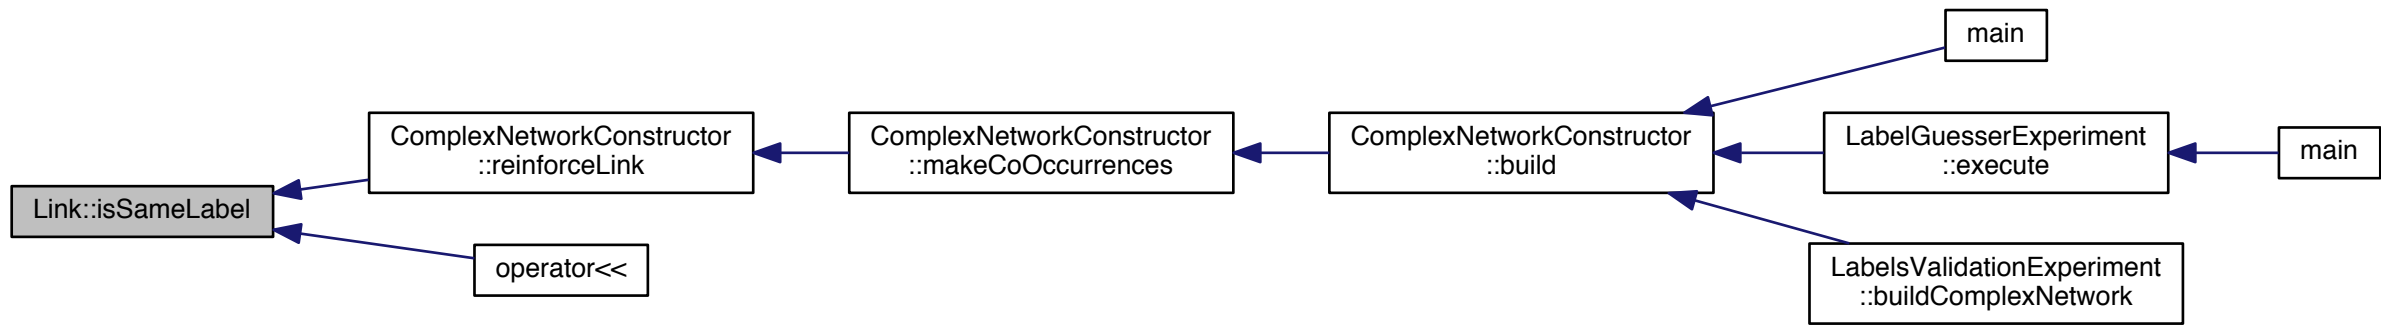 Link::isSameLabel
ComplexNetworkConstructor
::reinforceLink
operator<<
ComplexNetworkConstructor
::makeCoOccurrences
ComplexNetworkConstructor
::build
main
LabelGuesserExperiment
::execute
LabelsValidationExperiment
::buildComplexNetwork
main